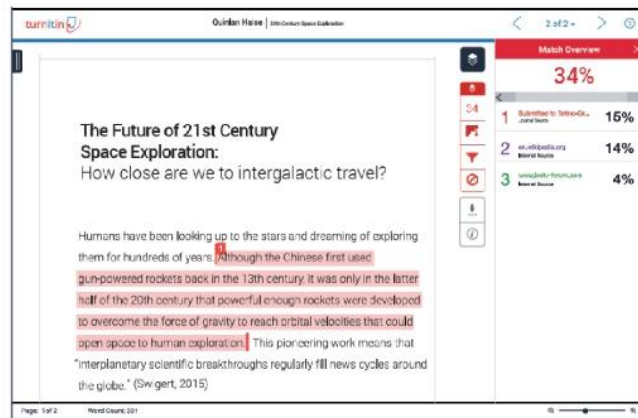 turnitin
Quinlan Haise | 20th Century Space Exploration
2 of 2
Match Overview
34%
1 Submitted to 15%
2 en.wikipedia.org 14%
Internet Source
3 4%
Internet Source
34
The Future of 21st Century
Space Exploration:
How close are we to intergalactic travel?
Humans have been looking up to the stars and dreaming of exploring
them for hundreds of years. 1 Although the Chinese first used
gun-powered rockets back in the 13th century, it was only in the latter
half of the 20th century that powerful enough rockets were developed
to overcome the force of gravity to reach orbital velocities that could
open space to human exploration. This pioneering work means that
"interplanetary scientific breakthroughs regularly fill news cycles around
the globe." (Swigert, 2015)
Page: 1 of 2 Word Count: